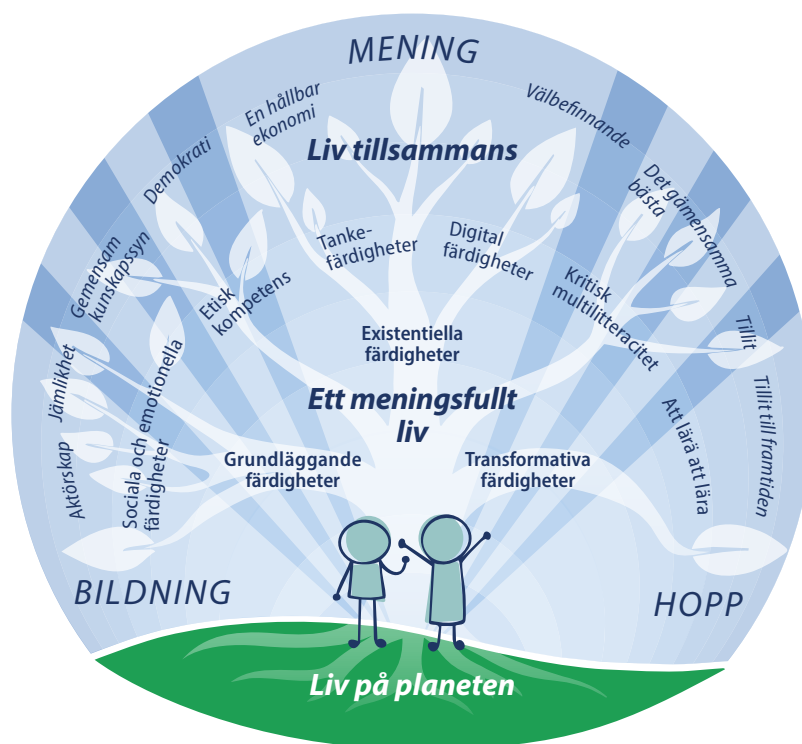 MENING
En hållbar
ekonomi
Välbefinnande
Demokrati
Liv tillsammans
Det gämensamma
bästa
Gemensam
kunskapssyn
Tanke-
färdigheter
Digital
färdigheter
Etisk
kompetens
Kritisk
multilitteracitet
Existentiella
färdigheter
Tillit
Jämlikhet
Ett meningsfullt
liv
Tillit till framtiden
Aktörskap
Sociala och emotionella
färdigheter
Grundläggande
färdigheter
Transformativa
färdigheter
Att lärä att lära
BILDNING
HOPP
Liv på planeten